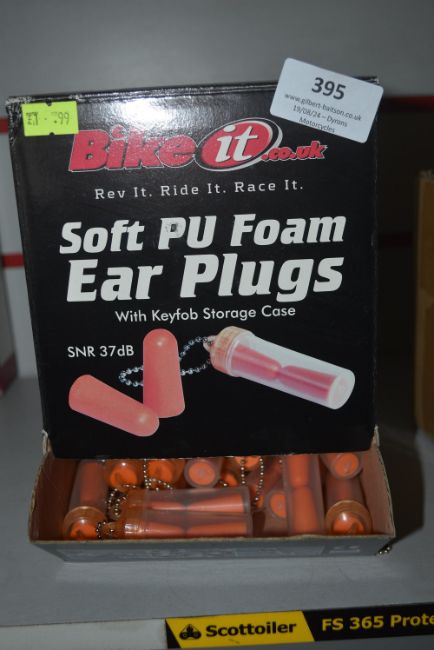 £1-.99
395
www.gilbert-baitson.co.uk
19/08/24 – Dyrons
Motorcycles
Bike it.co.uk
Rev It. Ride It. Race It.
Soft PU Foam
Ear Plugs
With Keyfob Storage Case
SNR 37dB
Scottoiler
FS 365 Prote